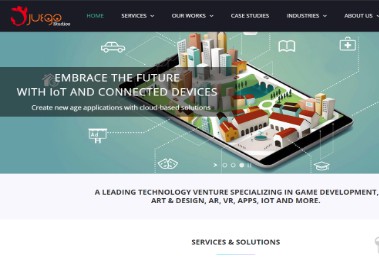 JUEGO
Studios
HOME
SERVICES
OUR WORKS
CASE STUDIES
INDUSTRIES
ABOUT US
EMBRACE THE FUTURE
WITH IoT AND CONNECTED DEVICES
Create new age applications with cloud-based solutions
Ad
A LEADING TECHNOLOGY VENTURE SPECIALIZING IN GAME DEVELOPMENT,
ART & DESIGN, AR, VR, APPS, IOT AND MORE.
SERVICES & SOLUTIONS